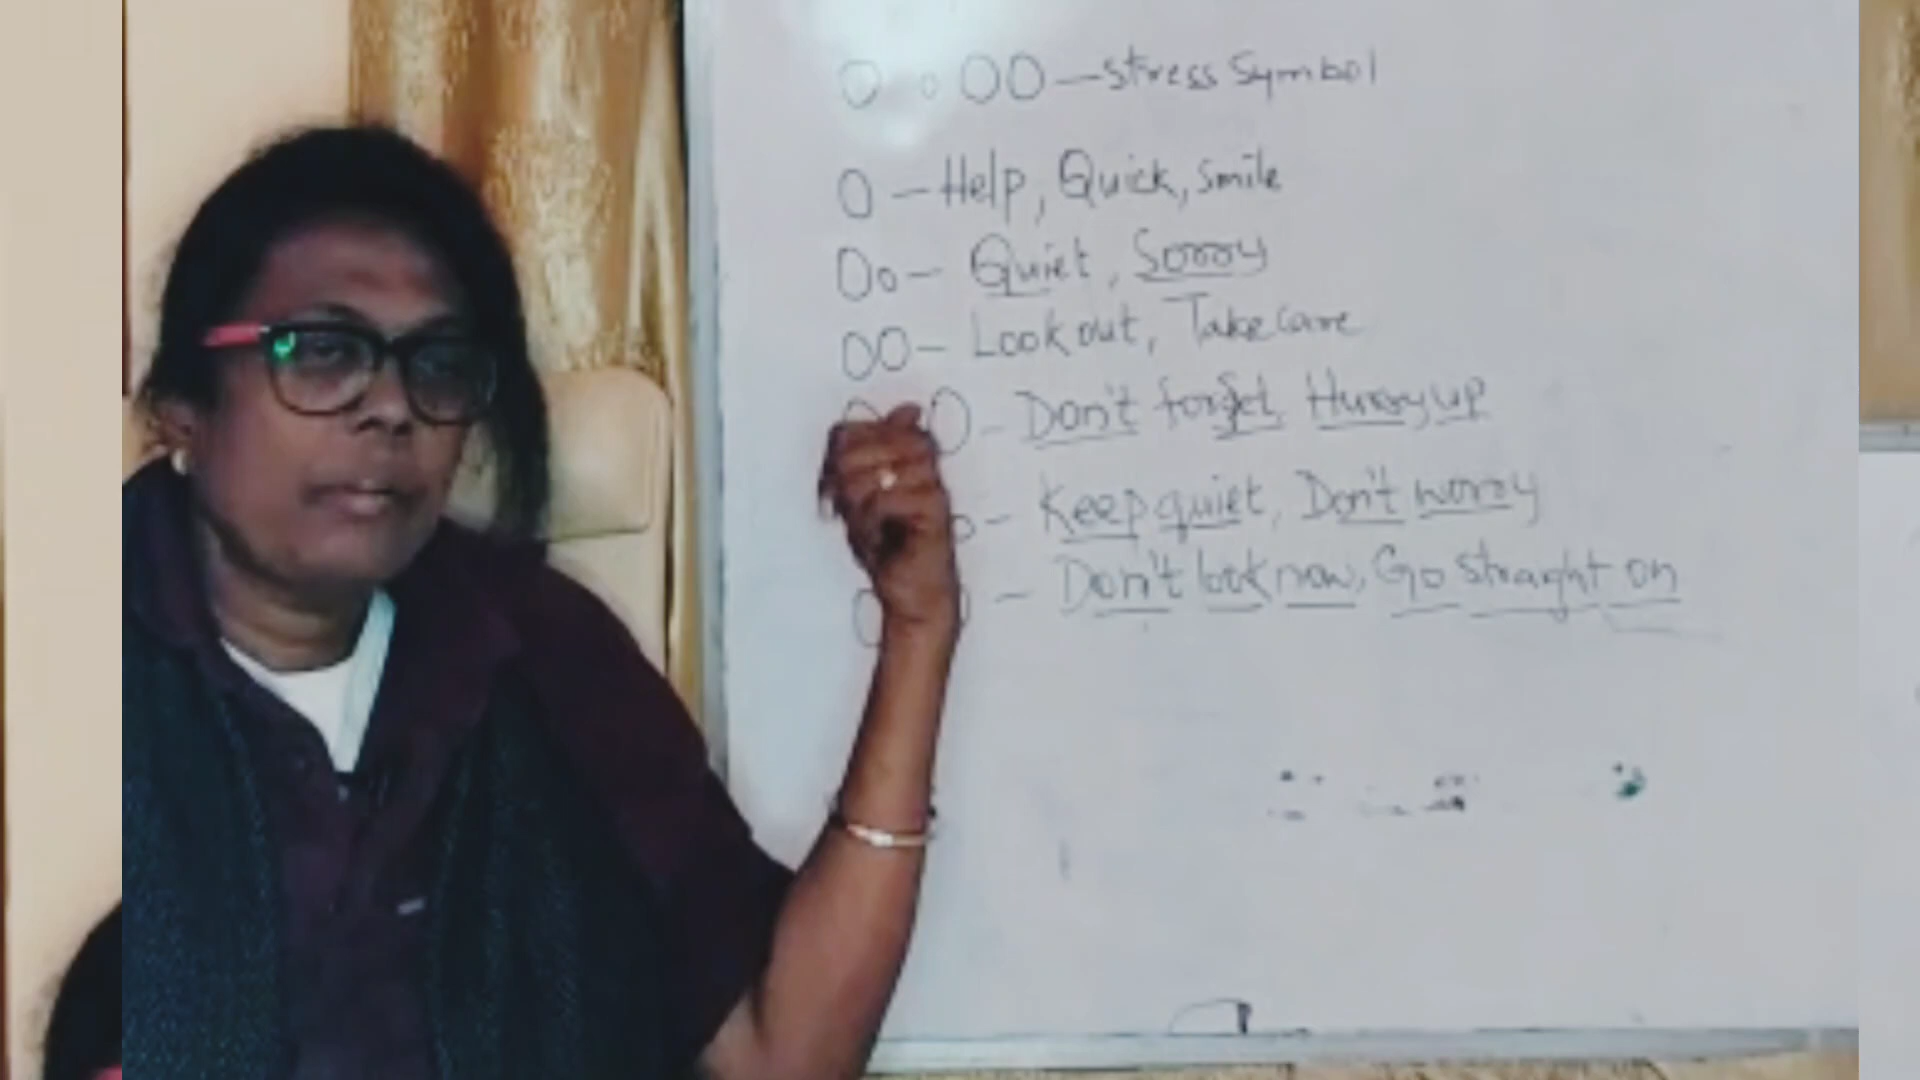 O o OO — stress symbol
O — Help, Quick, Smile
Oo — Quiet, Sorry
OO — Look out, Take care
O — Don't forget, Hurry up
o — Keep quiet, Don't worry
— Don't look now, Go straight on